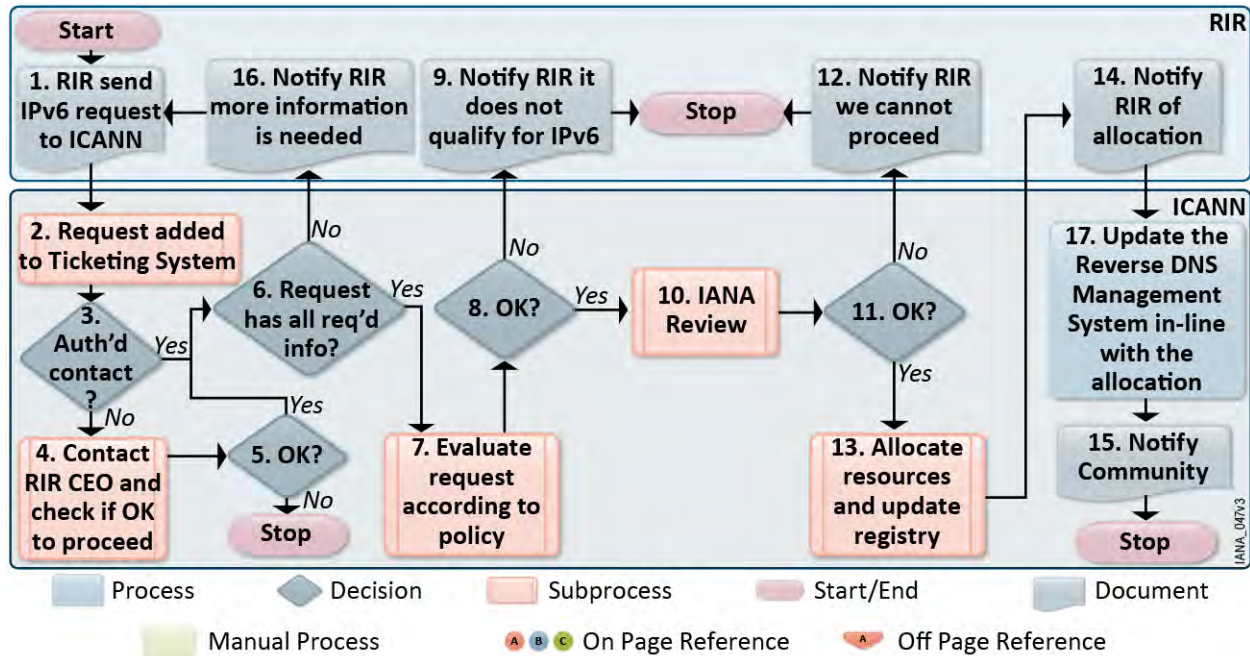 Start
RIR
1. RIR send
IPv6 request
to ICANN
16. Notify RIR
more information
is needed
9. Notify RIR it
does not
qualify for IPv6
Stop
12. Notify RIR
we cannot
proceed
14. Notify
RIR of
allocation
ICANN
2. Request added
to Ticketing System
3.
Auth'd
contact
?
Yes
No
4. Contact
RIR CEO and
check if OK
to proceed
5. OK?
Yes
No
Stop
6. Request
has all req'd
info?
No
Yes
7. Evaluate
request
according to
policy
8. OK?
No
Yes
10. IANA
Review
11. OK?
No
Yes
13. Allocate
resources
and update
registry
17. Update the
Reverse DNS
Management
System in-line
with the
allocation
15. Notify
Community
Stop
IANA_047v3
Process
Decision
Subprocess
Start/End
Document
Manual Process
A B C On Page Reference
A Off Page Reference